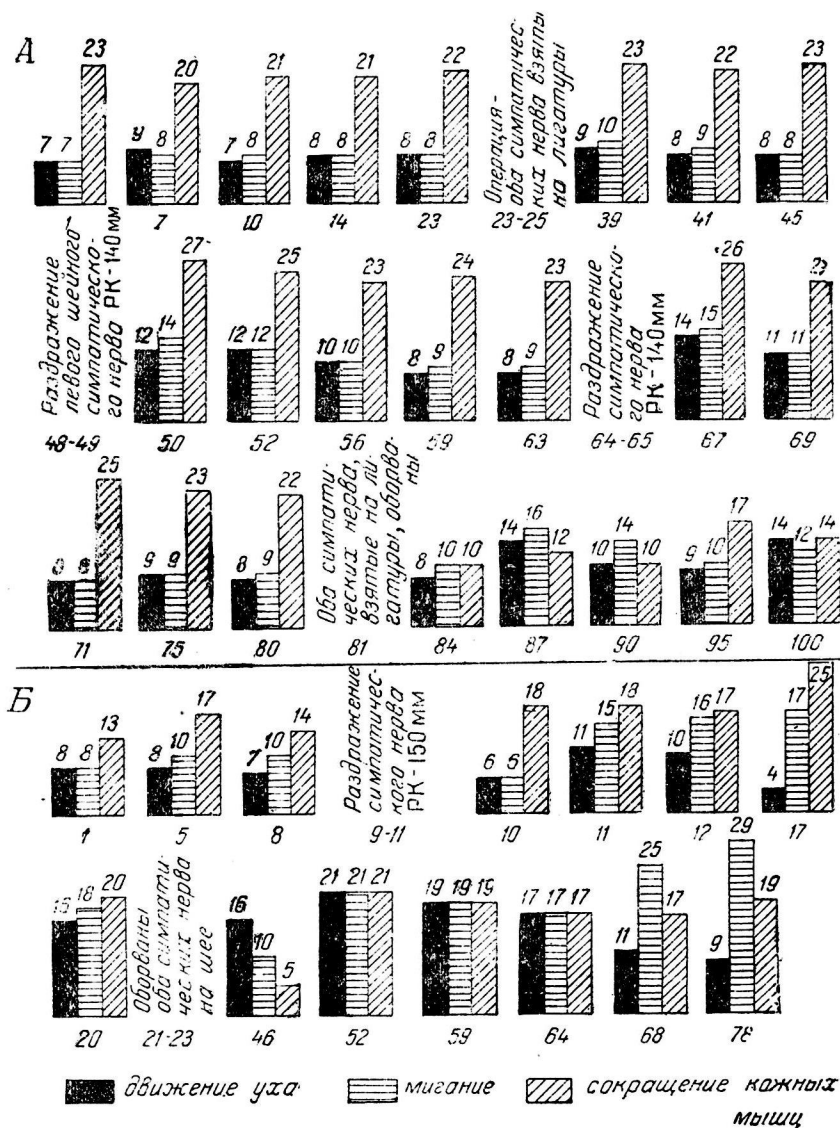 А
7 7 23
9 8 20
7 8 21
8 8 21
8 8 22
Операция-
оба симпатичес-
ких нерва взяты
на лигатуры
9 10 23
8 9 22
8 8 23
1 7 10 14 23 23-25 39 41 45
Раздражение
левого шейного
симпатическо-
го нерва РК-140мм
12 14 27
12 12 25
10 10 23
8 9 24
8 9 23
Раздражение
симпатическо-
го нерва
РК-140мм
14 15 26
11 11
48-49 50 52 56 59 63 64-65 67 69
25
9 9 23
8 9 22
Оба симпати-
ческих нерва,
взятые на ли-
гатуры, оборва-
ны
8 10 10
14 16 12
10 14 10
9 10 17
14 12 14
71 75 80 81 84 87 90 95 100
Б
8 8 13
8 10 17
7 10 14
Раздражение
симпатичес-
кого нерва
РК-150мм
6 6 18
11 15 18
10 16 17
4 17 25
1 5 8 9-11 10 11 12 17
18 20
Оборваны
оба симпати-
ческих нерва
на шее
16 10 5
21 21 21
19 19 19
17 17 17
11 25 17
9 29 19
20 21-23 46 52 59 64 68 78
движение уха мигание сокращение кожных
мышц